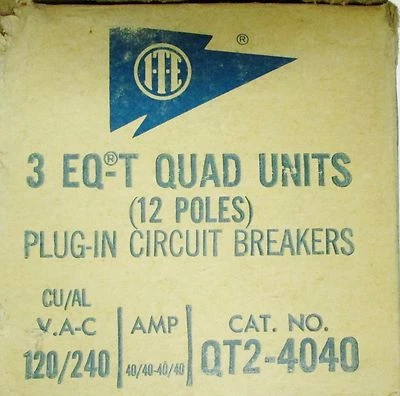 I-T-E ®
3 EQ®-T QUAD UNITS
(12 POLES)
PLUG-IN CIRCUIT BREAKERS
CU/AL
V.A-C AMP CAT. NO.
120/240 40/40-40/40 QT2-4040